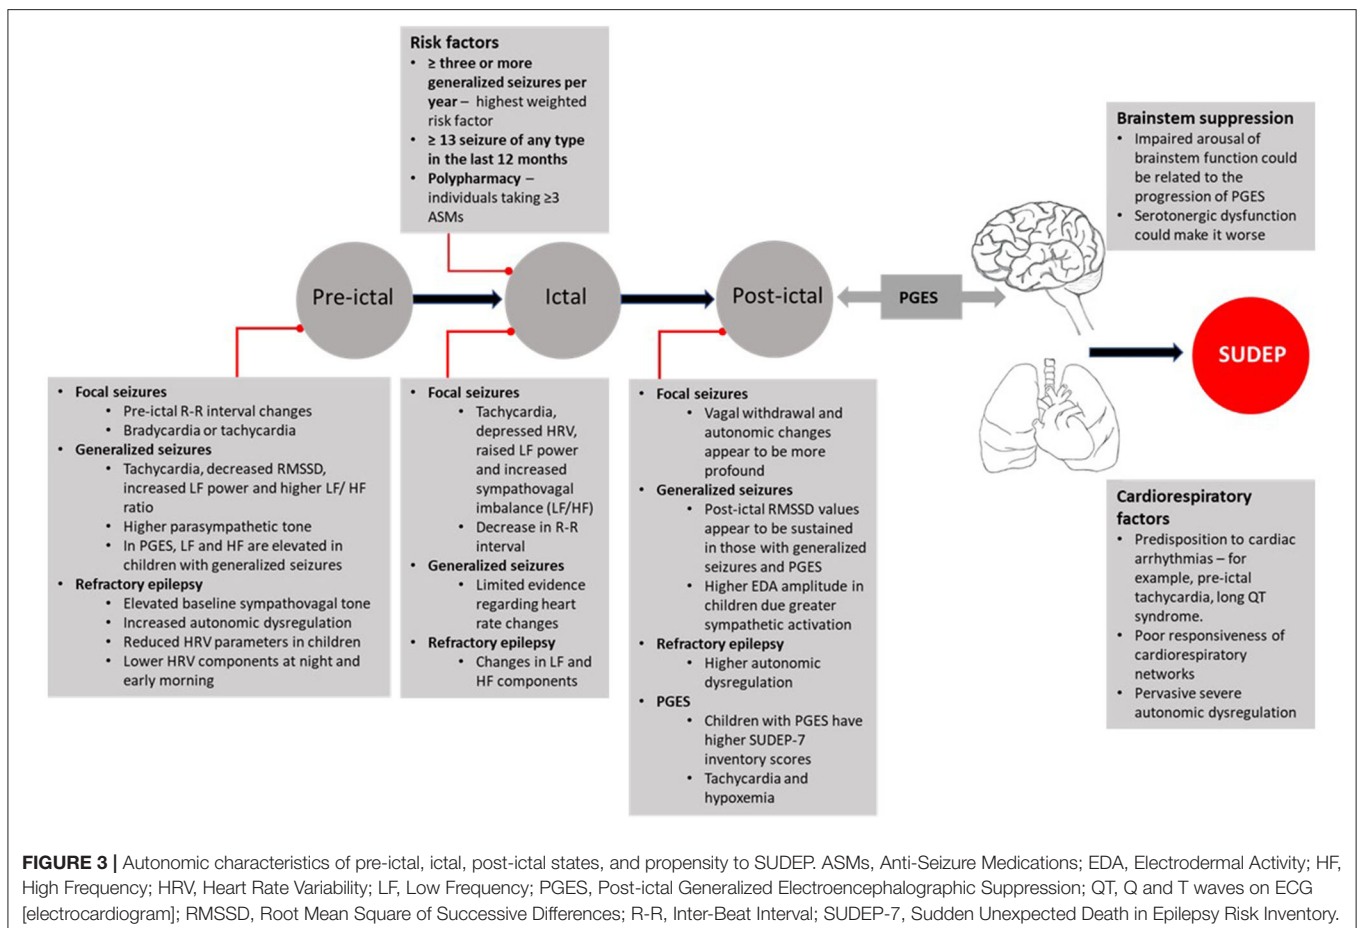 Risk factors
• ≥ three or more
generalized seizures per
year – highest weighted
risk factor
• ≥ 13 seizure of any type
in the last 12 months
• Polypharmacy –
individuals taking ≥3
ASMs
Pre-ictal
Ictal
Post-ictal
PGES
Brainstem suppression
• Impaired arousal of
brainstem function could
be related to the
progression of PGES
• Serotonergic dysfunction
could make it worse
SUDEP
• Focal seizures
• Pre-ictal R-R interval changes
• Bradycardia or tachycardia
• Generalized seizures
• Tachycardia, decreased RMSSD,
increased LF power and higher LF/ HF
ratio
• Higher parasympathetic tone
• In PGES, LF and HF are elevated in
children with generalized seizures
• Refractory epilepsy
• Elevated baseline sympathovagal tone
• Increased autonomic dysregulation
• Reduced HRV parameters in children
• Lower HRV components at night and
early morning
• Focal seizures
• Tachycardia,
depressed HRV,
raised LF power
and increased
sympathovagal
imbalance (LF/HF)
• Decrease in R-R
interval
• Generalized seizures
• Limited evidence
regarding heart
rate changes
• Refractory epilepsy
• Changes in LF and
HF components
• Focal seizures
• Vagal withdrawal and
autonomic changes
appear to be more
profound
• Generalized seizures
• Post-ictal RMSSD values
appear to be sustained
in those with generalized
seizures and PGES
• Higher EDA amplitude in
children due greater
sympathetic activation
• Refractory epilepsy
• Higher autonomic
dysregulation
• PGES
• Children with PGES have
higher SUDEP-7
inventory scores
• Tachycardia and
hypoxemia
Cardiorespiratory
factors
• Predisposition to cardiac
arrhythmias – for
example, pre-ictal
tachycardia, long QT
syndrome.
• Poor responsiveness of
cardiorespiratory
networks
• Pervasive severe
autonomic dysregulation
FIGURE 3 | Autonomic characteristics of pre-ictal, ictal, post-ictal states, and propensity to SUDEP. ASMs, Anti-Seizure Medications; EDA, Electrodermal Activity; HF,
High Frequency; HRV, Heart Rate Variability; LF, Low Frequency; PGES, Post-ictal Generalized Electroencephalographic Suppression; QT, Q and T waves on ECG
[electrocardiogram]; RMSSD, Root Mean Square of Successive Differences; R-R, Inter-Beat Interval; SUDEP-7, Sudden Unexpected Death in Epilepsy Risk Inventory.